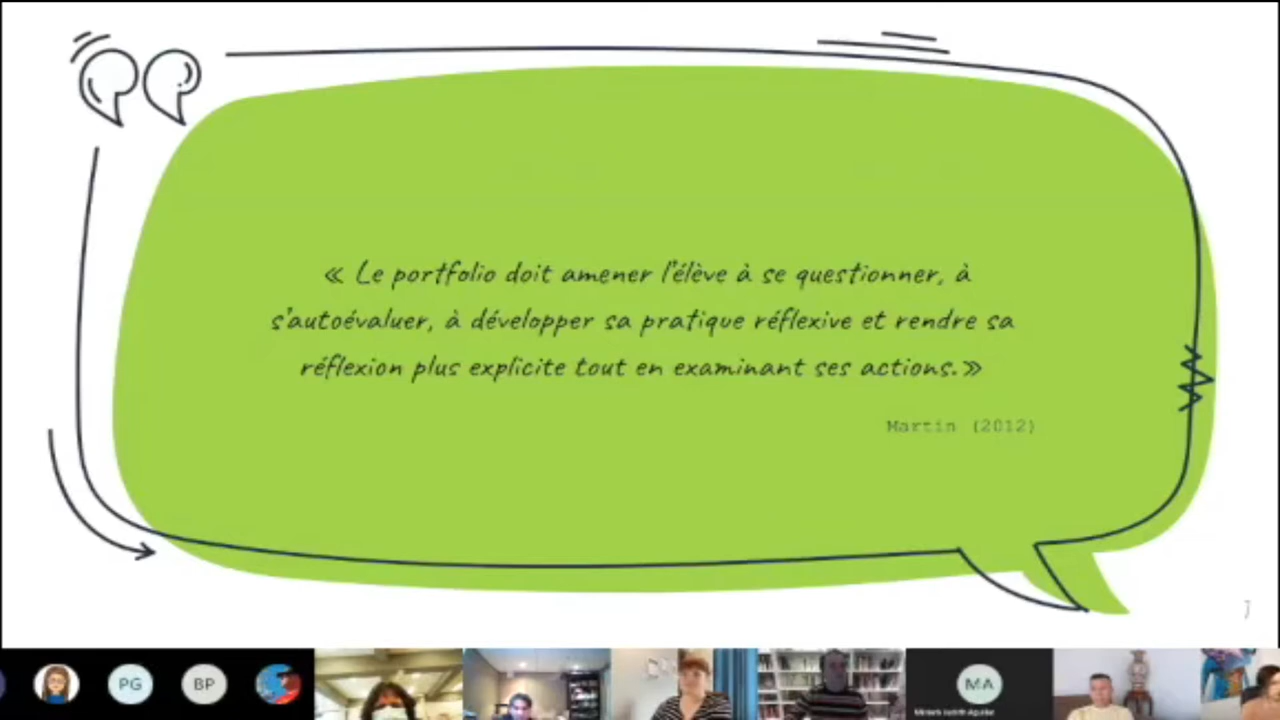 « Le portfolio doit amener l'élève à se questionner, à
s'autoévaluer, à développer sa pratique réflexive et rendre sa
réflexion plus explicite tout en examinant ses actions.»
Martin (2012)
PG
BP
MA